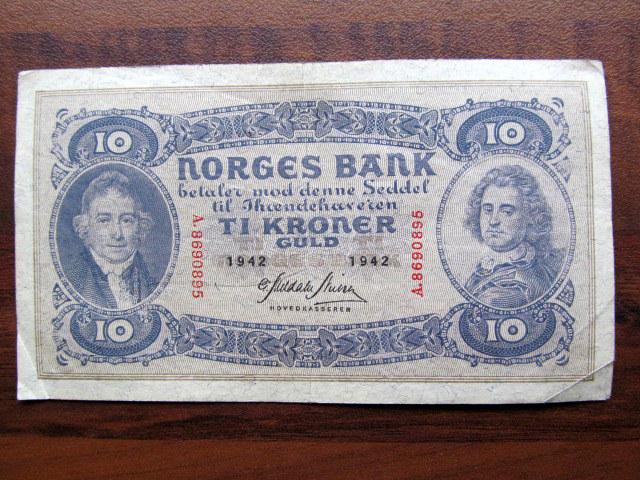 10 10
NORGES BANK
betaler mod denne Seddel
til Ihændehaveren
TI KRONER
GULD
1942 1942
A.8690895
A.8690895
HOVEDKASSEREN
10 10